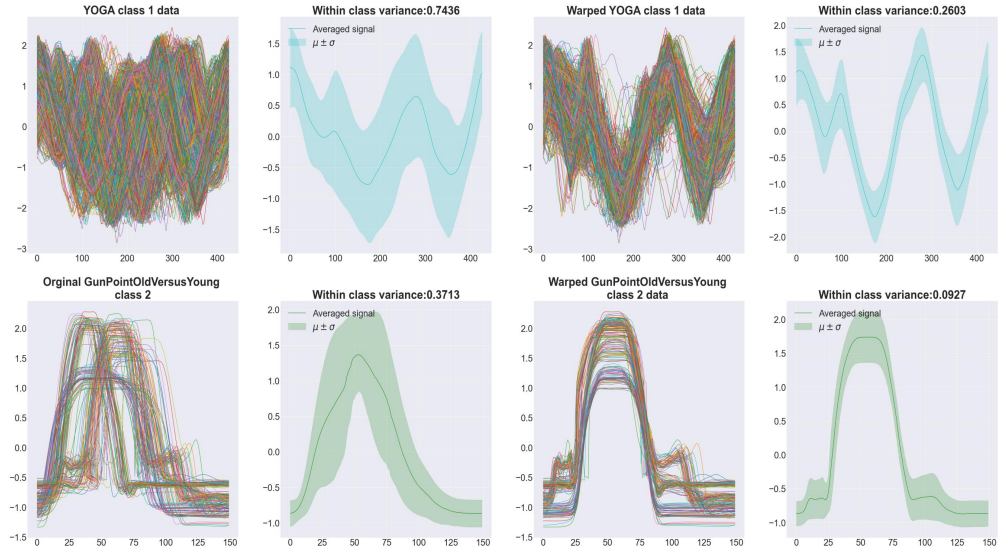 YOGA class 1 data
2
1
0
−1
−2
−3
0 100 200 300 400
Within class variance:0.7436
Averaged signal
μ ± σ
1.5
1.0
0.5
0.0
−0.5
−1.0
−1.5
0 100 200 300 400
Warped YOGA class 1 data
2
1
0
−1
−2
−3
0 100 200 300 400
Within class variance:0.2603
Averaged signal
μ ± σ
2.0
1.5
1.0
0.5
0.0
−0.5
−1.0
−1.5
−2.0
0 100 200 300 400
Orginal GunPointOldVersusYoung
class 2
2.0
1.5
1.0
0.5
0.0
−0.5
−1.0
−1.5
0 25 50 75 100 125 150
Within class variance:0.3713
Averaged signal
μ ± σ
2.0
1.5
1.0
0.5
0.0
−0.5
−1.0
0 25 50 75 100 125 150
Warped GunPointOldVersusYoung
class 2 data
2.0
1.5
1.0
0.5
0.0
−0.5
−1.0
−1.5
0 25 50 75 100 125 150
Within class variance:0.0927
Averaged signal
μ ± σ
2.0
1.5
1.0
0.5
0.0
−0.5
−1.0
0 25 50 75 100 125 150